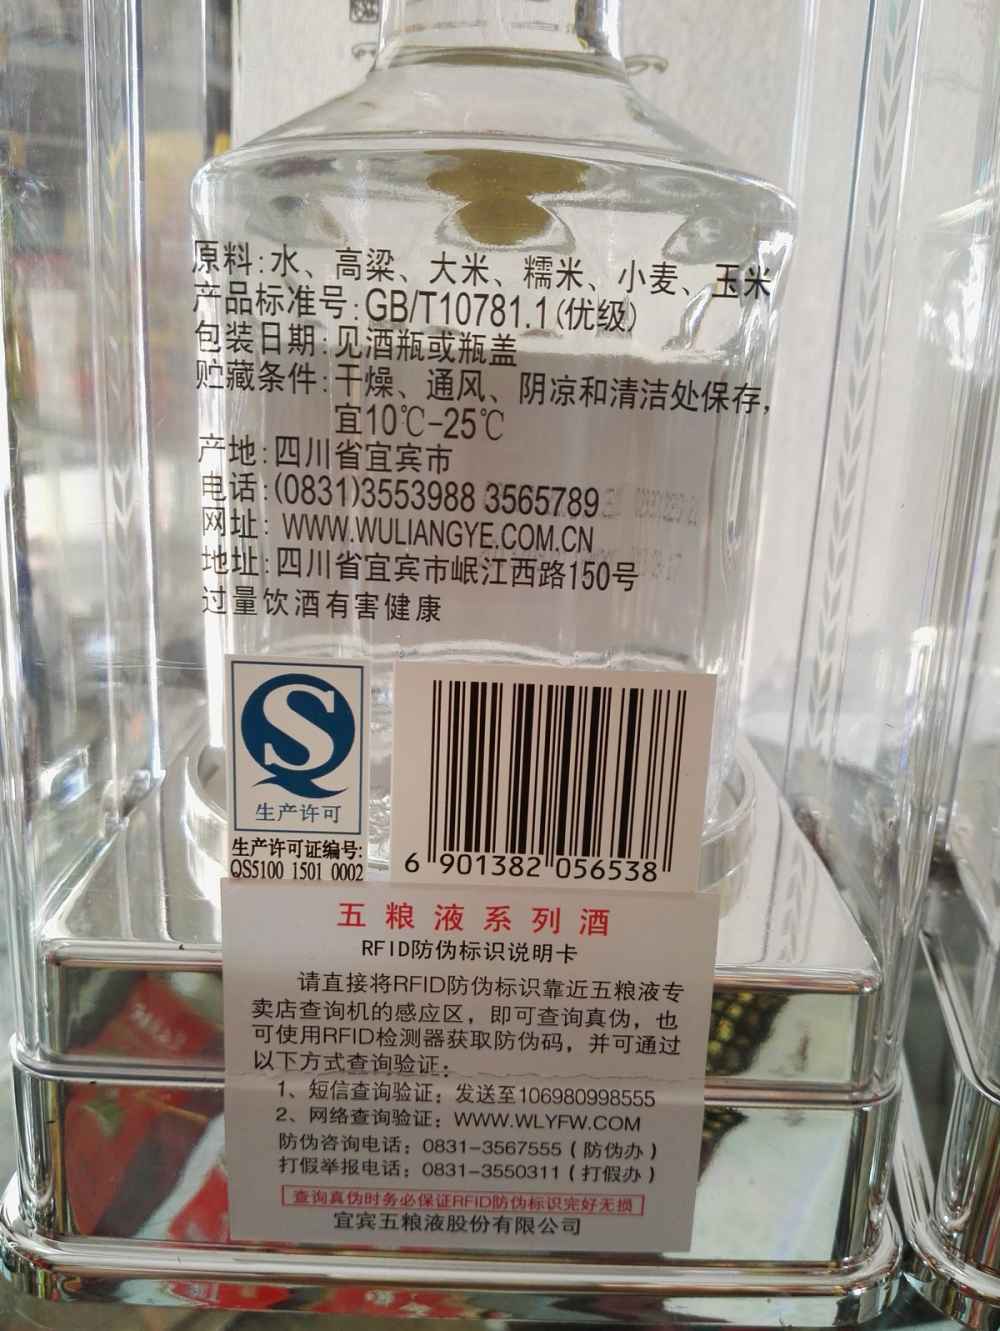 原料:水、高粱、大米、糯米、小麦、玉米
产品标准号:GB/T10781.1(优级)
包装日期:见酒瓶或瓶盖
贮藏条件:干燥、通风、阴凉和清洁处保存,
宜10℃-25℃
产地:四川省宜宾市
电话:(0831)3553988 3565789
网址: WWW.WULIANGYE.COM.CN
地址:四川省宜宾市岷江西路150号
过量饮酒有害健康
生产许可
生产许可证编号:
QS5100 1501 0002
6 901382 056538
五粮液系列酒
RFID防伪标识说明卡
请直接将RFID防伪标识靠近五粮液专
卖店查询机的感应区，即可查询真伪，也
可使用RFID检测器获取防伪码，并可通过
以下方式查询验证：
1、短信查询验证：发送至106980998555
2、网络查询验证：WWW.WLYFW.COM
防伪咨询电话：0831-3567555（防伪办）
打假举报电话：0831-3550311（打假办）
查询真伪时务必保证RFID防伪标识完好无损
宜宾五粮液股份有限公司